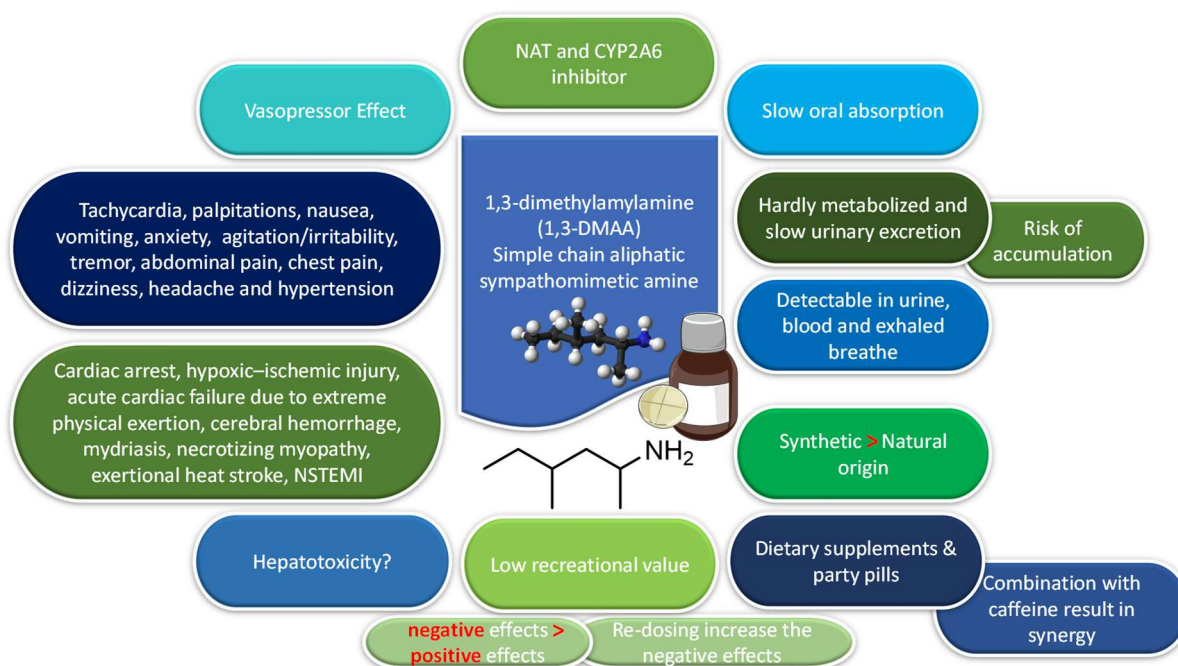 NAT and CYP2A6
inhibitor
Vasopressor Effect
Slow oral absorption
Tachycardia, palpitations, nausea,
vomiting, anxiety, agitation/irritability,
tremor, abdominal pain, chest pain,
dizziness, headache and hypertension
1,3-dimethylamylamine
(1,3-DMAA)
Simple chain aliphatic
sympathomimetic amine
Hardly metabolized and
slow urinary excretion
Risk of
accumulation
Detectable in urine,
blood and exhaled
breathe
Cardiac arrest, hypoxic–ischemic injury,
acute cardiac failure due to extreme
physical exertion, cerebral hemorrhage,
mydriasis, necrotizing myopathy,
exertional heat stroke, NSTEMI
NH₂
Synthetic > Natural
origin
Hepatotoxicity?
Low recreational value
Dietary supplements &
party pills
Combination with
caffeine result in
synergy
negative effects >
positive effects
Re-dosing increase the
negative effects